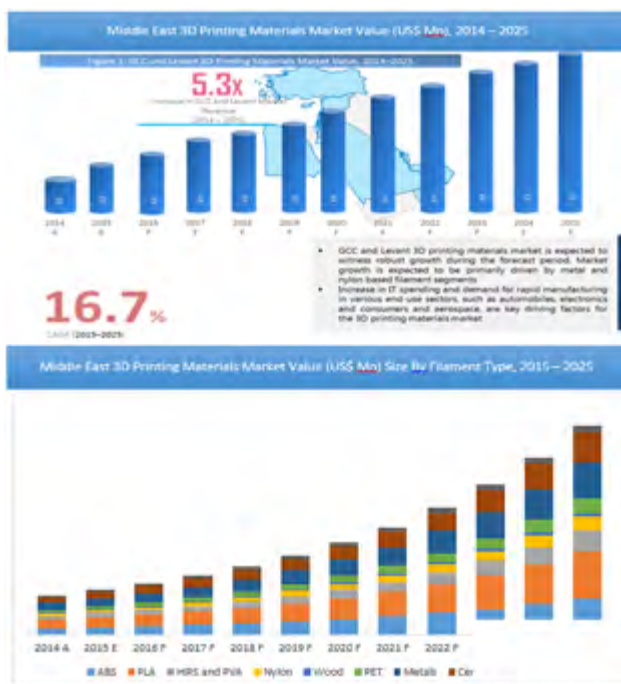 Middle East 3D Printing Materials Market Value (US$ Mn), 2014 – 2025
Figure 1: GCC and Levant 3D Printing Materials Market Value, 2014–2025
5.3x
Increase in GCC and Levant Market
Revenue
(2014 – 2025)
2014 2015 2016 2017 2018 2019 2020 2021 2022 2023 2024 2025
• GCC and Levant 3D printing materials market is expected to
witness robust growth during the forecast period. Market
growth is expected to be primarily driven by metal and
nylon based filament segments
• Increase in IT spending and demand for rapid manufacturing
in various end use sectors, such as automobiles, electronics
and consumers and aerospace, are key driving factors for
the 3D printing materials market
16.7%
CAGR (2015–2025)
Middle East 3D Printing Materials Market Value (US$ Mn) Size By Filament Type, 2015 – 2025
2014 A 2015 E 2016 F 2017 F 2018 F 2019 F 2020 F 2021 F 2022 F
ABS PLA HIRS and PVA Nylon Wood PET Metals Cer